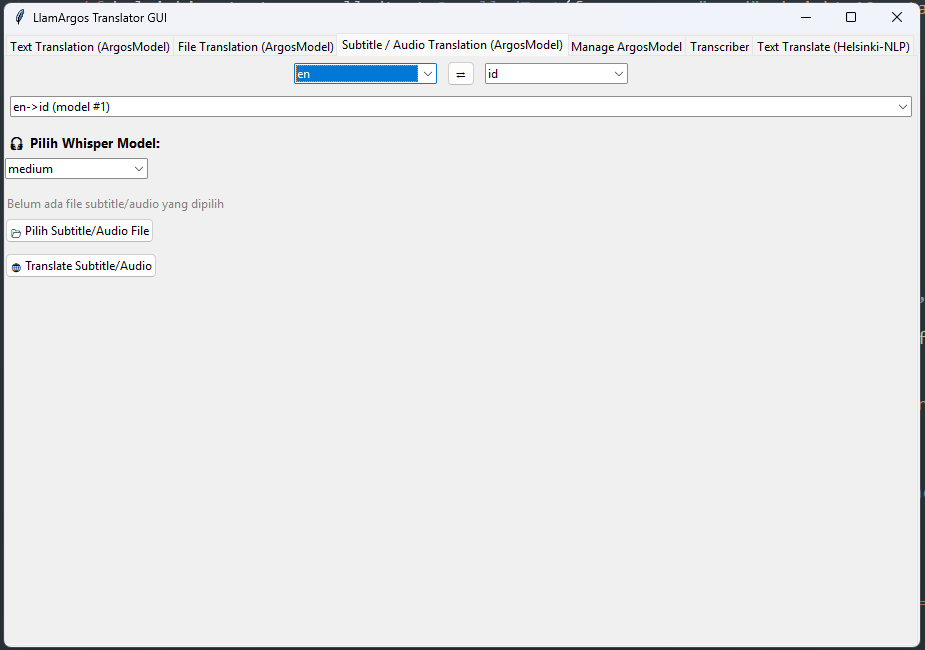 LlamArgos Translator GUI
Text Translation (ArgosModel) File Translation (ArgosModel) Subtitle / Audio Translation (ArgosModel) Manage ArgosModel Transcriber Text Translate (Helsinki-NLP)
en = id
en->id (model #1)
Pilih Whisper Model:
medium
Belum ada file subtitle/audio yang dipilih
Pilih Subtitle/Audio File
Translate Subtitle/Audio